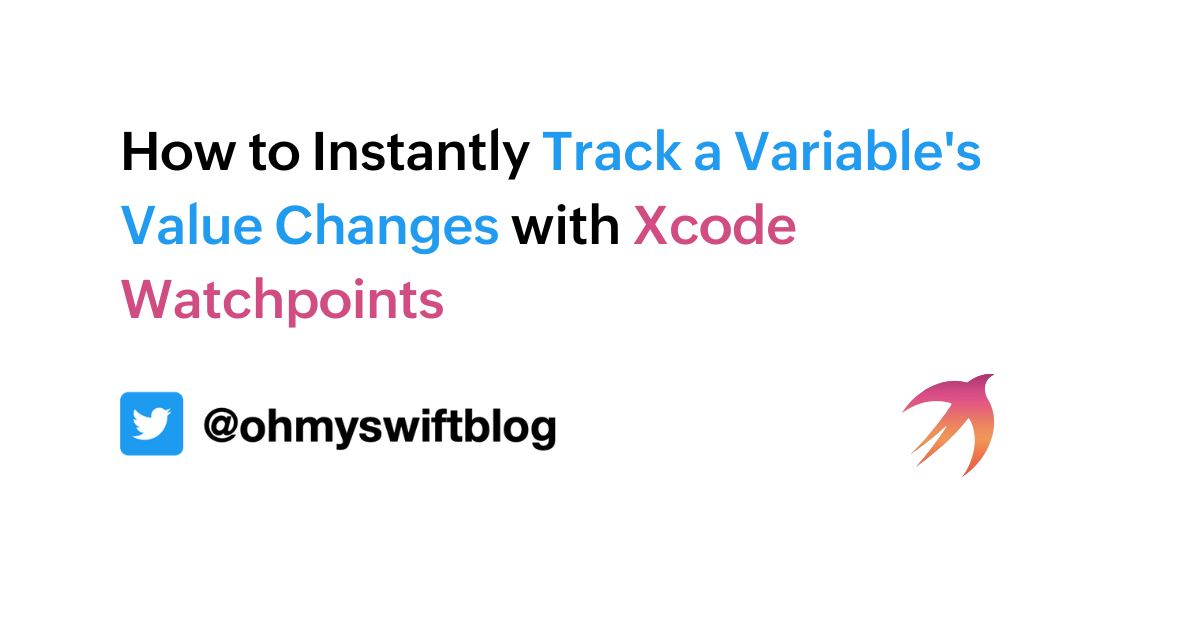 How to Instantly Track a Variable's
Value Changes with Xcode
Watchpoints
@ohmyswiftblog